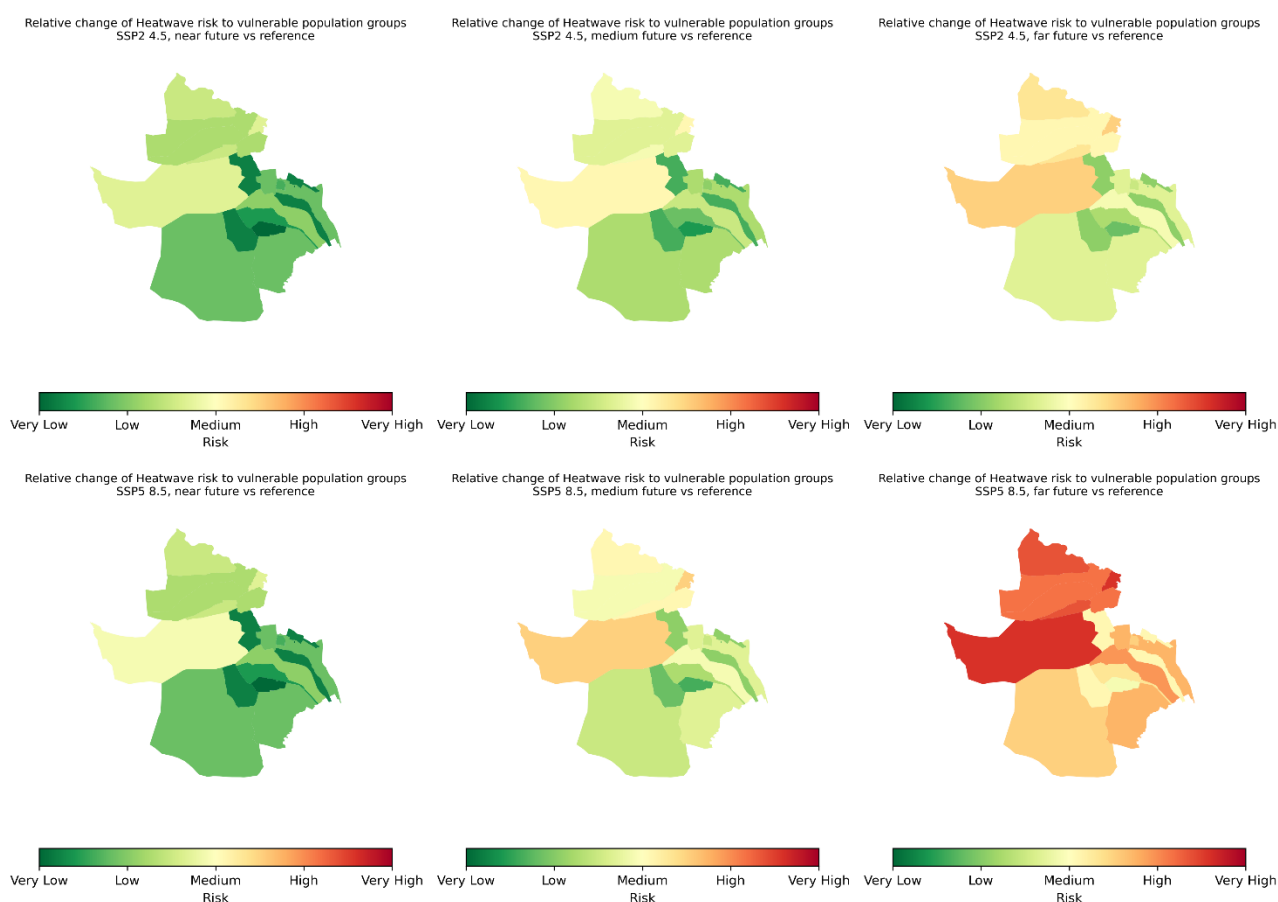 Relative change of Heatwave risk to vulnerable population groups
SSP2 4.5, near future vs reference
Relative change of Heatwave risk to vulnerable population groups
SSP2 4.5, medium future vs reference
Relative change of Heatwave risk to vulnerable population groups
SSP2 4.5, far future vs reference
Very Low Low Medium High Very High
Risk
Very Low Low Medium High Very High
Risk
Very Low Low Medium High Very High
Risk
Relative change of Heatwave risk to vulnerable population groups
SSP5 8.5, near future vs reference
Relative change of Heatwave risk to vulnerable population groups
SSP5 8.5, medium future vs reference
Relative change of Heatwave risk to vulnerable population groups
SSP5 8.5, far future vs reference
Very Low Low Medium High Very High
Risk
Very Low Low Medium High Very High
Risk
Very Low Low Medium High Very High
Risk